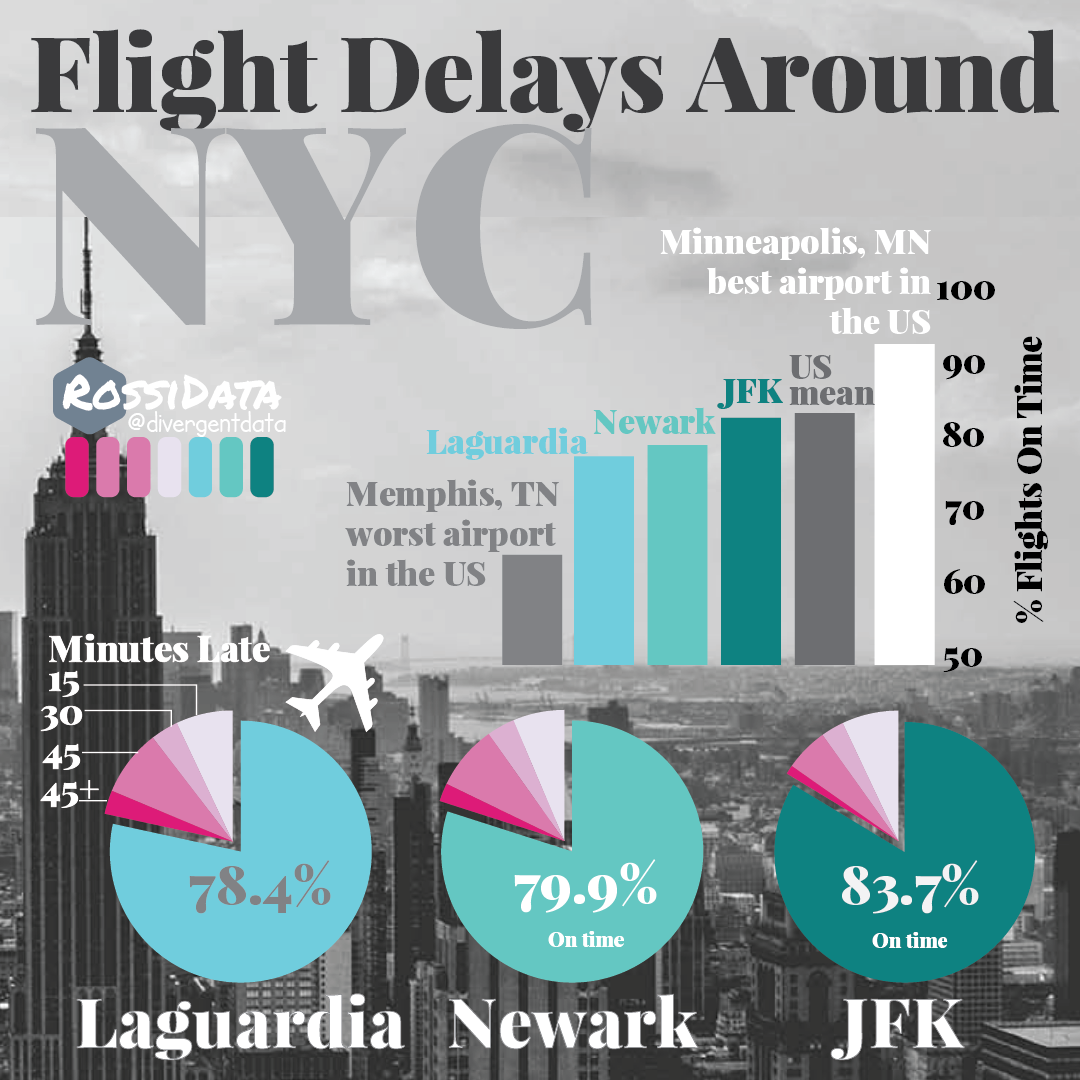 Flight Delays Around
NYC
RossiData
@divergentdata
Minneapolis, MN
best airport in
the US
US
mean
JFK
Newark
Laguardia
Memphis, TN
worst airport
in the US
100
90
80
70
60
50
% Flights On Time
Minutes Late
15
30
45
45+
78.4%
79.9%
On time
83.7%
On time
Laguardia
Newark
JFK